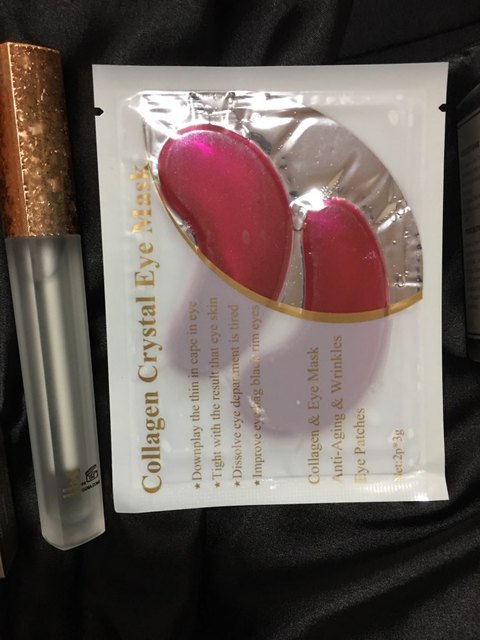 Collagen Crystal Eye Mask
* Downplay the thin in cape in eye
* Tight with the result that eye skin
* Dissolve eye department is tired
* Improve eye bag black rim eyes
Collagen & Eye Mask
Anti-Aging & Wrinkles
Eye Patches
Net:2p*3g